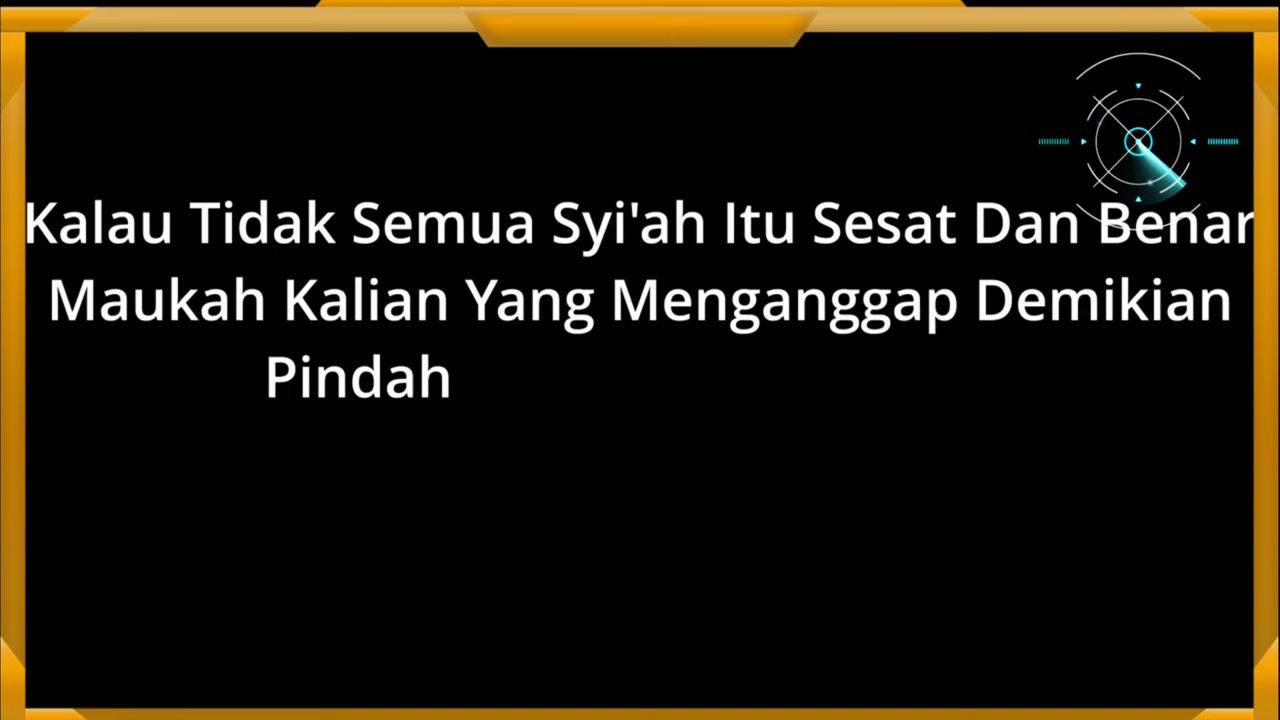 Kalau Tidak Semua Syi'ah Itu Sesat Dan Benar
Maukah Kalian Yang Menganggap Demikian
Pindah